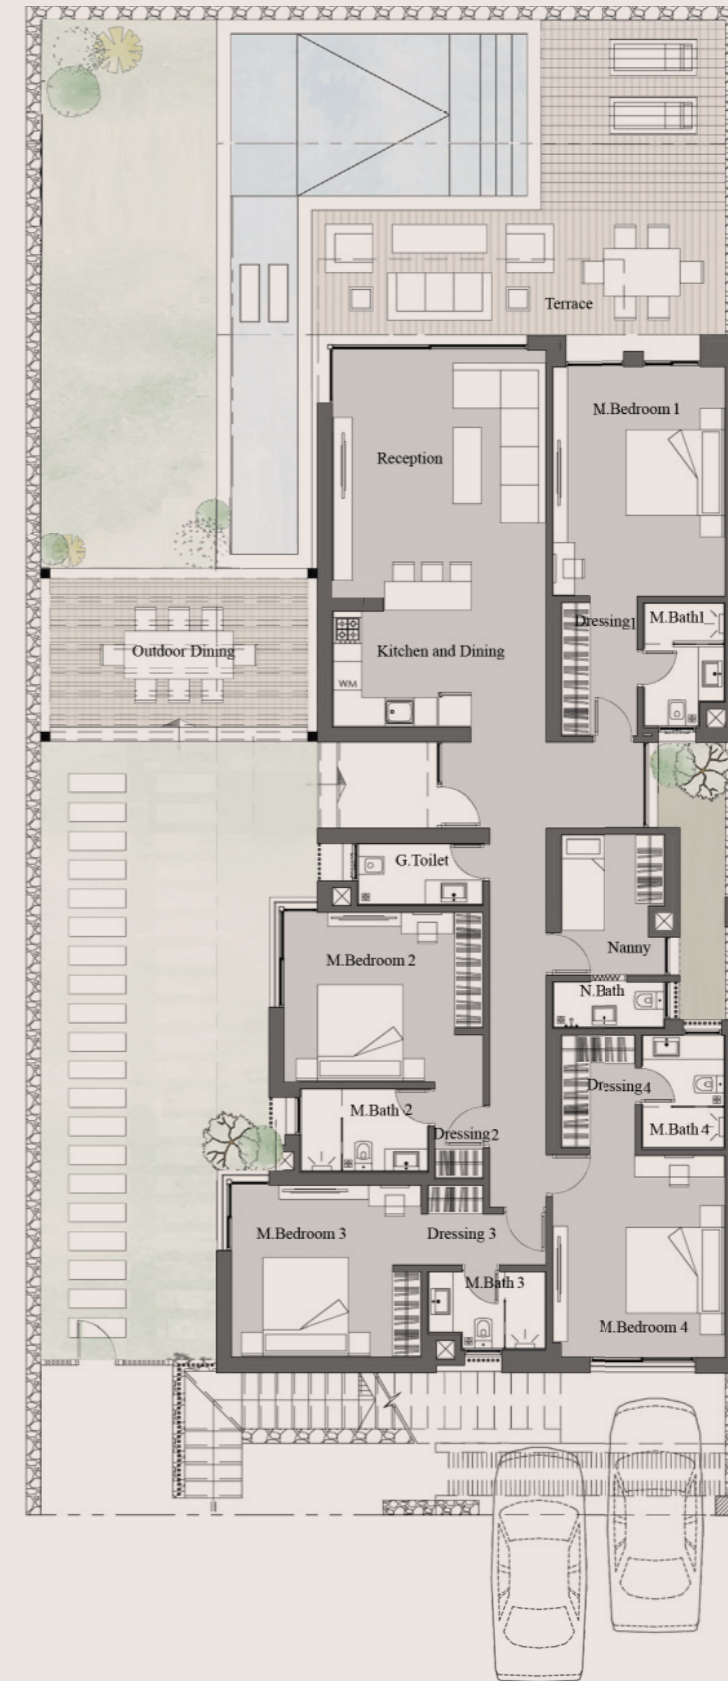 Terrace
M.Bedroom 1
Reception
Dressing1
M.Bath1
Outdoor Dining
Kitchen and Dining
WM
G.Toilet
Nanny
M.Bedroom 2
N.Bath
Dressing4
M.Bath 2
M.Bath 4
Dressing2
M.Bedroom 3
Dressing 3
M.Bath 3
M.Bedroom 4